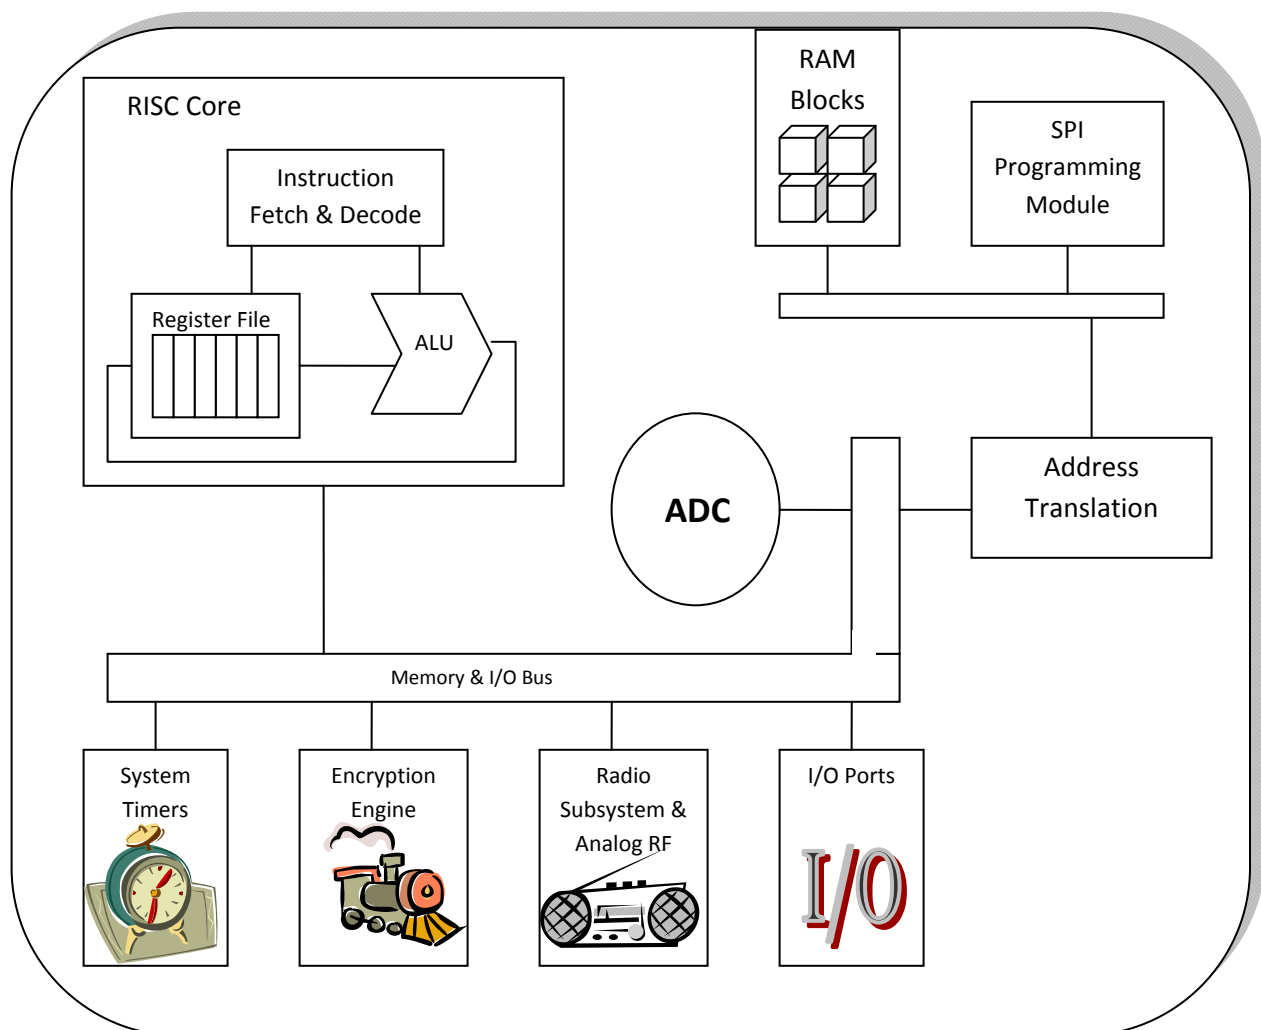 RISC Core
Instruction
Fetch & Decode
Register File
ALU
RAM
Blocks
SPI
Programming
Module
ADC
Address
Translation
Memory & I/O Bus
System
Timers
Encryption
Engine
Radio
Subsystem &
Analog RF
I/O Ports
I/O